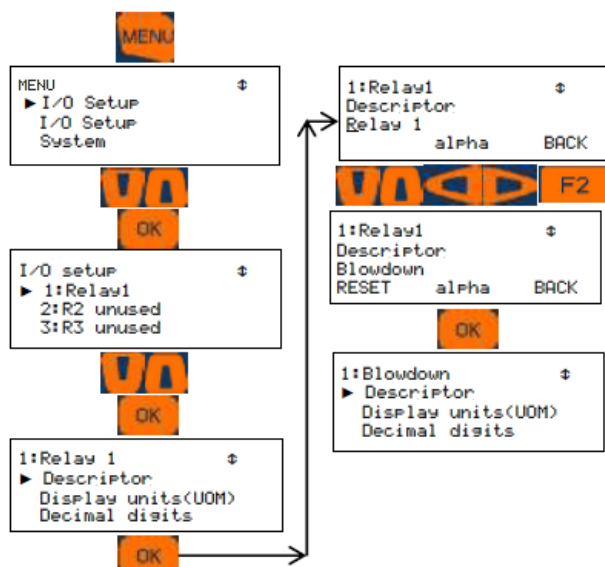 MENU
MENU
I/O Setup
I/O Setup
System
OK
I/O setup
1:Relay1
2:R2 unused
3:R3 unused
OK
1:Relay 1
Descriptor
Display units(UOM)
Decimal digits
OK
1:Relay1
Descriptor
Relay 1
alpha BACK
F2
1:Relay1
Descriptor
Blowdown
RESET alpha BACK
OK
1:Blowdown
Descriptor
Display units(UOM)
Decimal digits